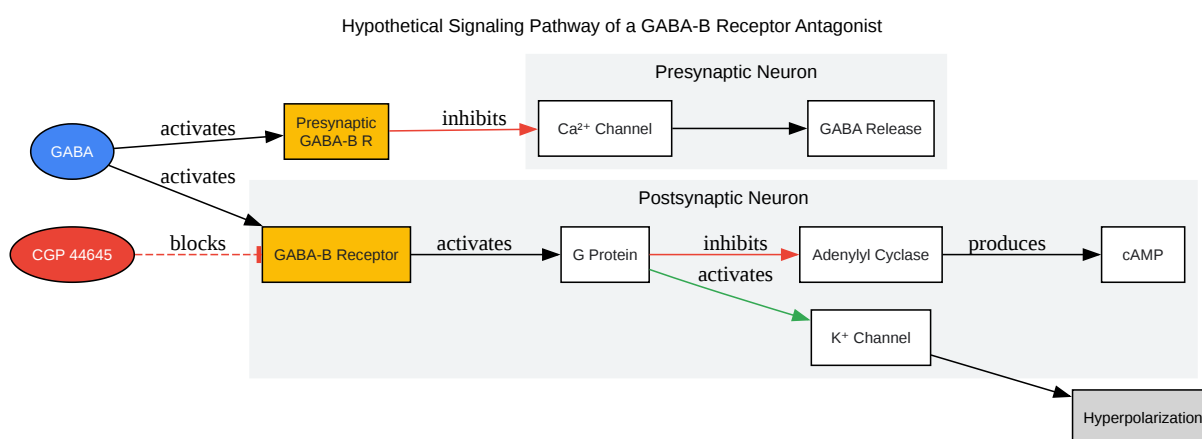 Hypothetical Signaling Pathway of a GABA-B Receptor Antagonist
Presynaptic Neuron
GABA
activates
Presynaptic
GABA-B R
inhibits
Ca²⁺ Channel
GABA Release
activates
Postsynaptic Neuron
CGP 44645
blocks
GABA-B Receptor
activates
G Protein
inhibits
Adenylyl Cyclase
produces
cAMP
activates
K⁺ Channel
Hyperpolarization